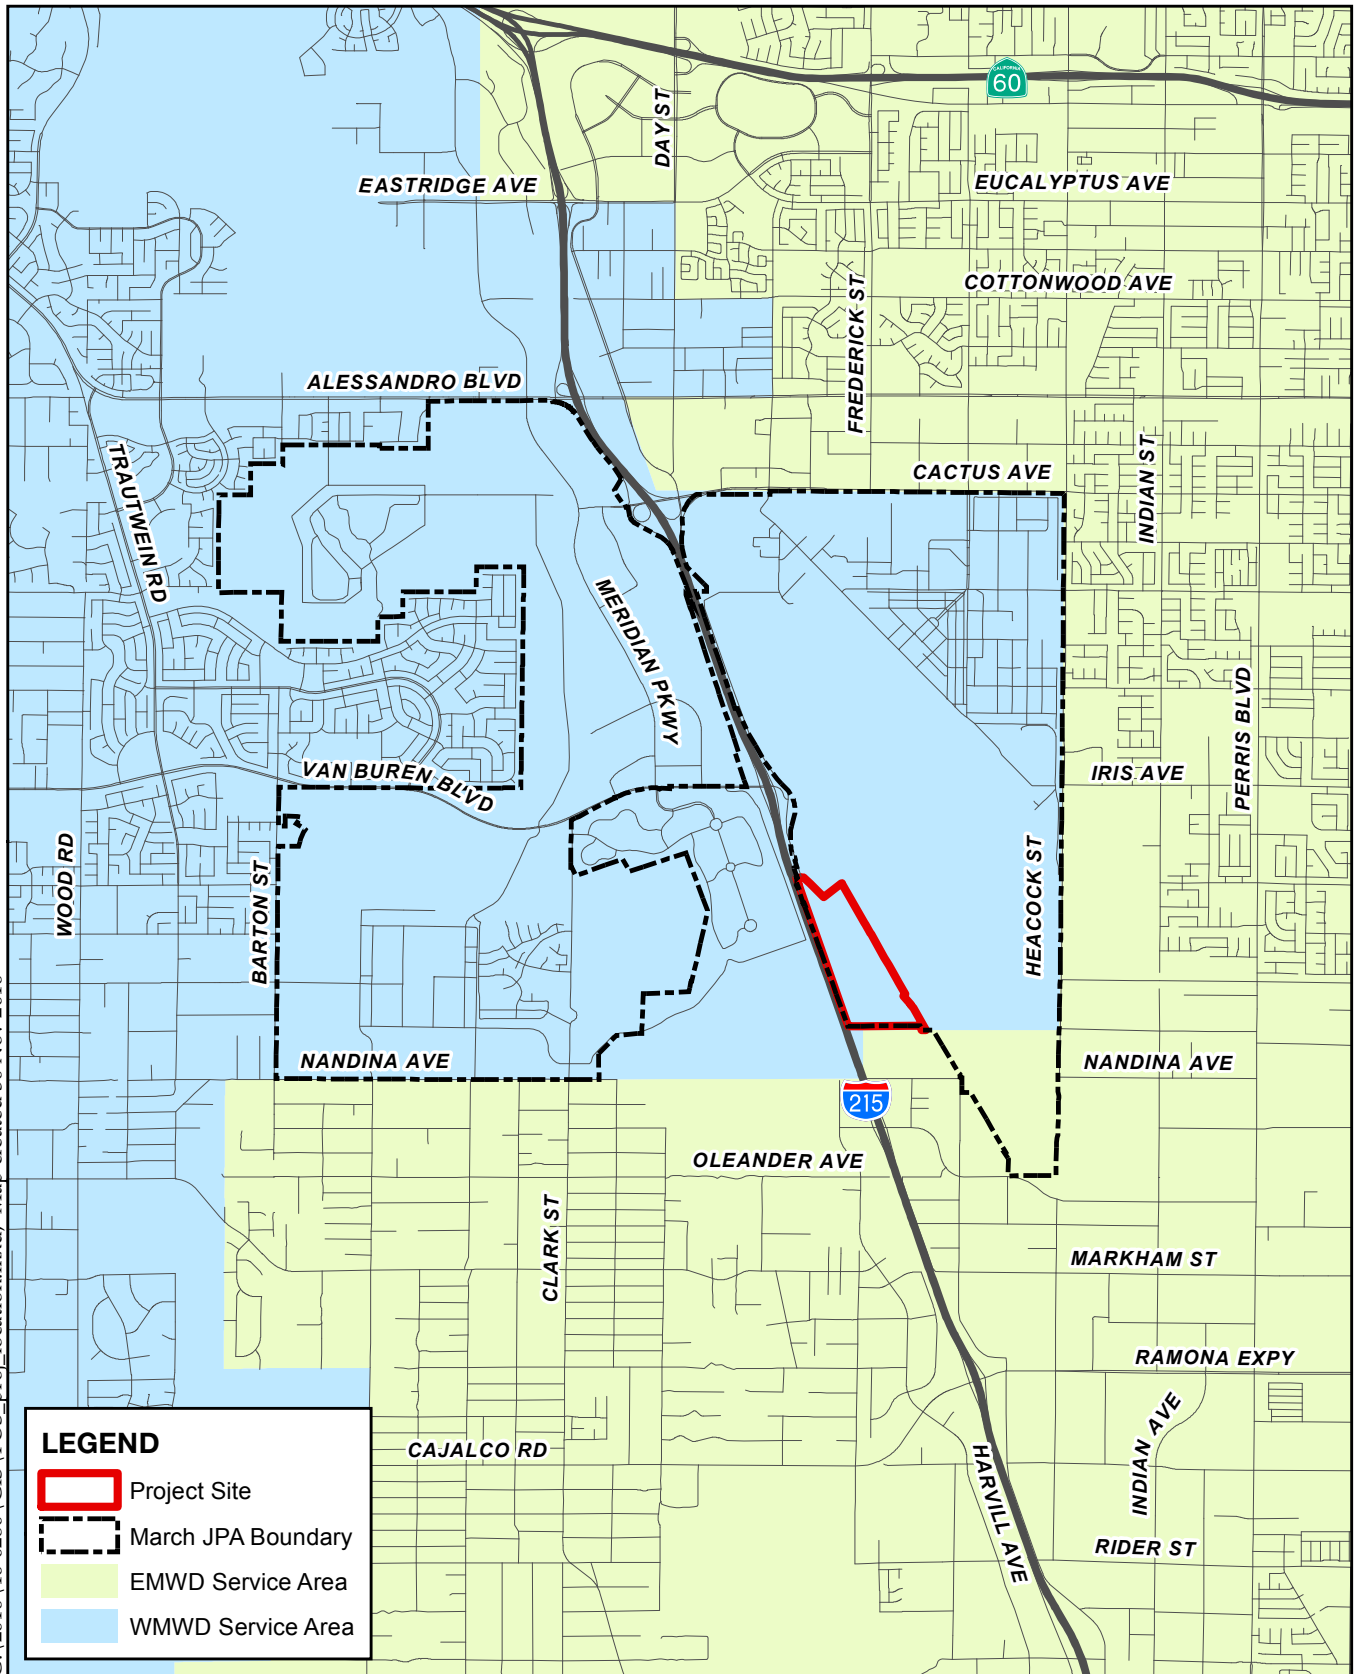 CALIFORNIA
60
DAY ST
EASTRIDGE AVE
EUCALYPTUS AVE
COTTONWOOD AVE
FREDERICK ST
ALESSANDRO BLVD
CACTUS AVE
INDIAN ST
TRAUTWEIN RD
MERIDIAN PKWY
PERRIS BLVD
VAN BUREN BLVD
IRIS AVE
WOOD RD
BARTON ST
HEACOCK ST
NANDINA AVE
NANDINA AVE
215
OLEANDER AVE
CLARK ST
MARKHAM ST
RAMONA EXPY
INDIAN AVE
CAJALCO RD
HARVILL AVE
RIDER ST
LEGEND
Project Site
March JPA Boundary
EMWD Service Area
WMWD Service Area